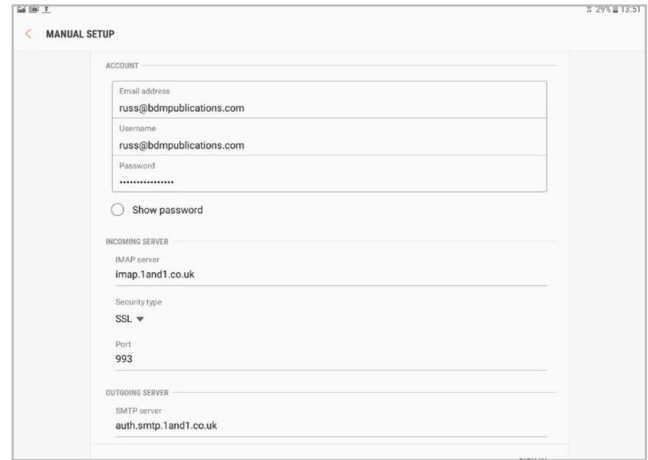 29% 13:51
MANUAL SETUP
ACCOUNT
Email address
russ@bdmpublications.com
Username
russ@bdmpublications.com
Password
•••••••••••••••
Show password
INCOMING SERVER
IMAP server
imap.1and1.co.uk
Security type
SSL
Port
993
OUTGOING SERVER
SMTP server
auth.smtp.1and1.co.uk